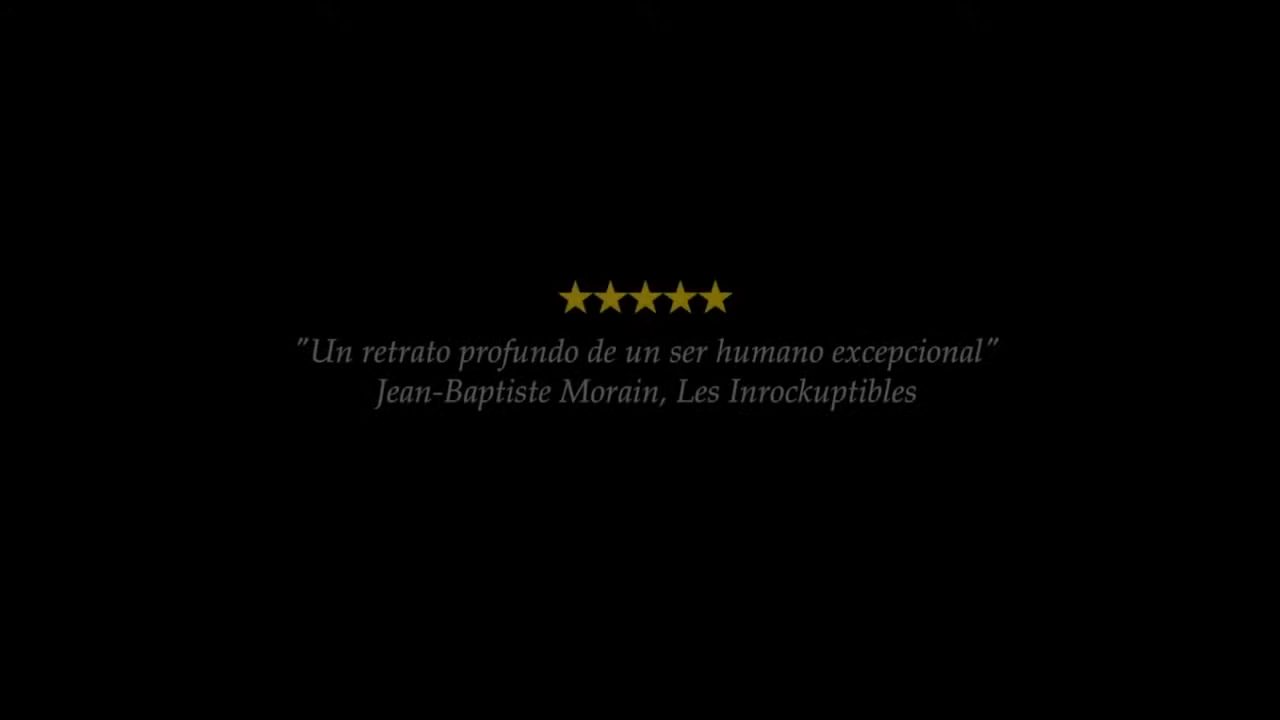 ★★★★★
"Un retrato profundo de un ser humano excepcional"
Jean-Baptiste Morain, Les Inrockuptibles